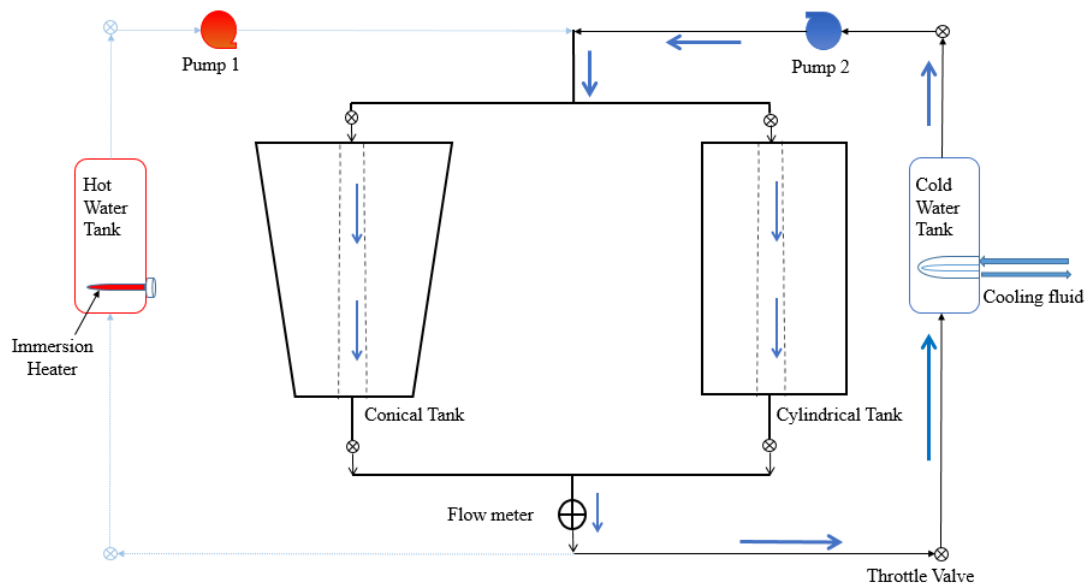 Pump 1
Pump 2
Hot
Water
Tank
Cold
Water
Tank
Cooling fluid
Immersion
Heater
Conical Tank
Cylindrical Tank
Flow meter
Throttle Valve